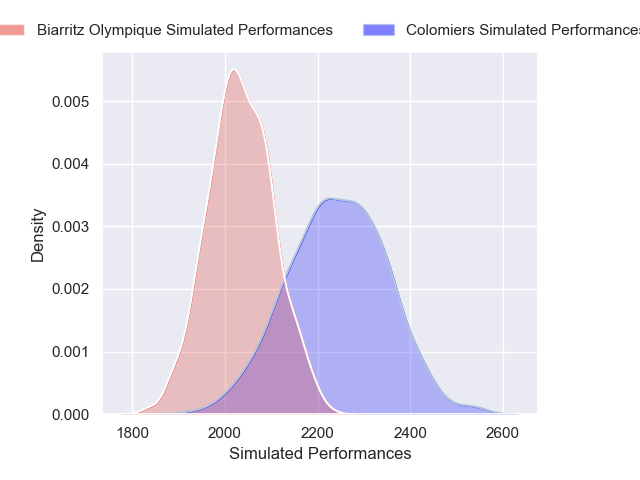 Biarritz Olympique Simulated Performances
Colomiers Simulated Performances
0.005
0.004
0.003
0.002
0.001
0.000
Density
1800 2000 2200 2400 2600
Simulated Performances